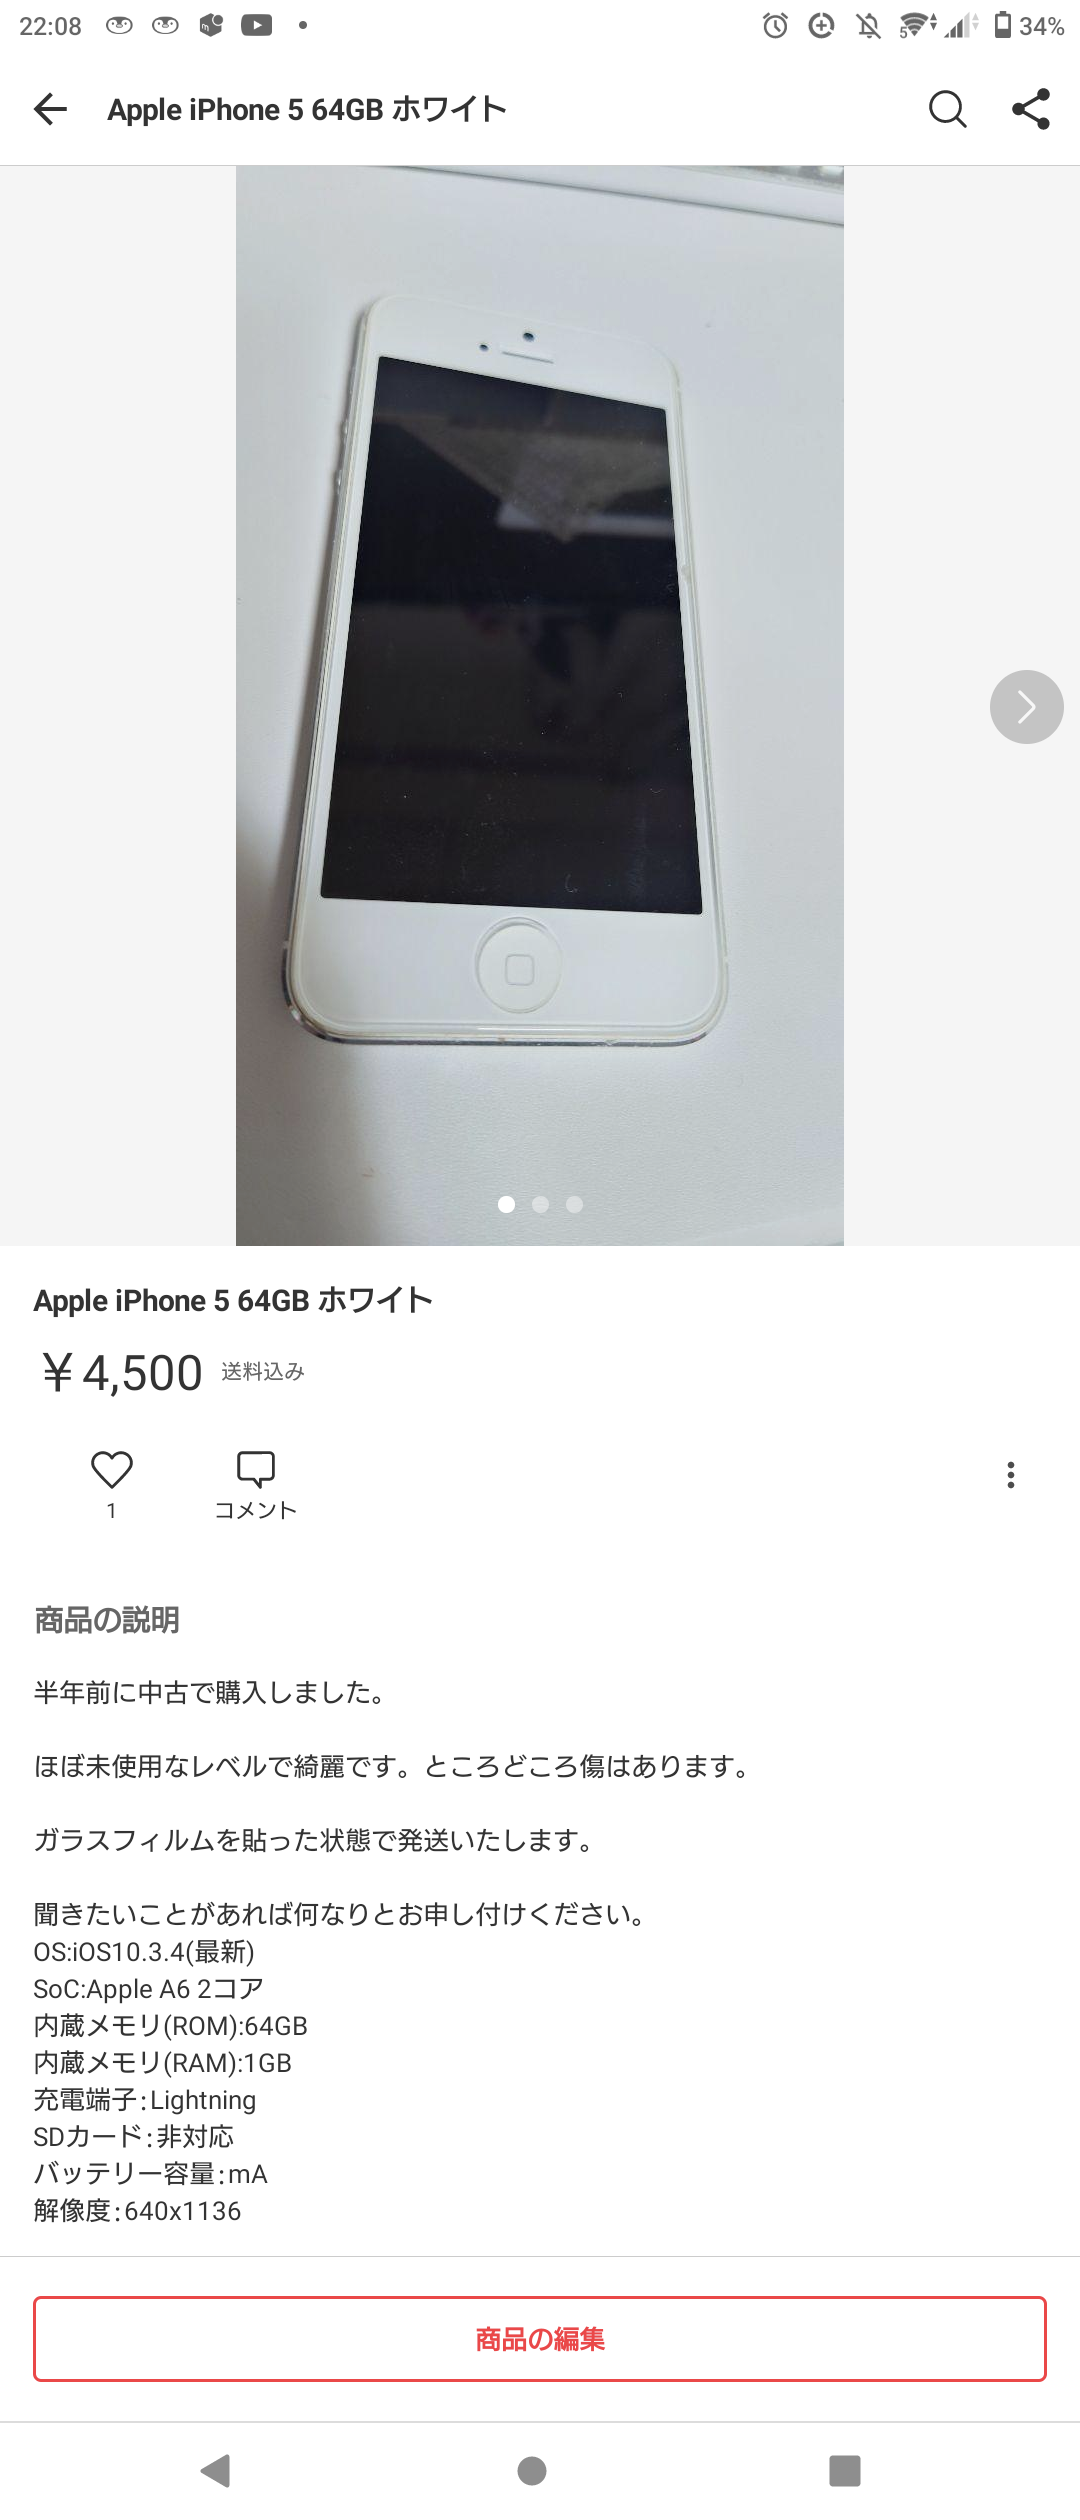 22:08
5
34%
Apple iPhone 5 64GB ホワイト
Apple iPhone 5 64GB ホワイト
￥4,500 送料込み
1
コメント
商品の説明
半年前に中古で購入しました。
ほぼ未使用なレベルで綺麗です。ところどころ傷はあります。
ガラスフィルムを貼った状態で発送いたします。
聞きたいことがあれば何なりとお申し付けください。
OS:iOS10.3.4(最新)
SoC:Apple A6 2コア
内蔵メモリ(ROM):64GB
内蔵メモリ(RAM):1GB
充電端子:Lightning
SDカード:非対応
バッテリー容量:mA
解像度:640x1136
商品の編集